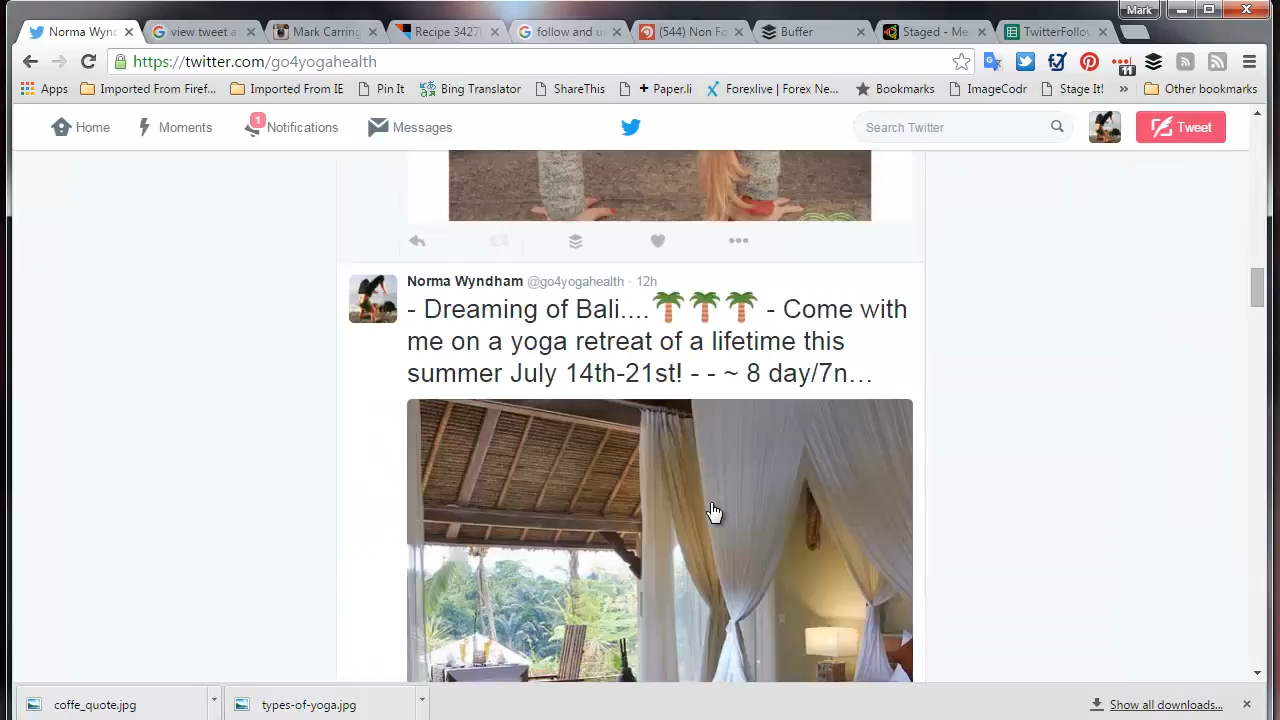 Mark
Norma Wynd
view tweet a
Mark Carring
Recipe 3427
follow and u
(544) Non Fo
Buffer
Staged - Me
TwitterFollov
https://twitter.com/go4yogahealth
11
Apps
Imported From Firef...
Imported From IE
Pin It
Bing Translator
ShareThis
+ Paper.li
Forexlive | Forex Ne...
Bookmarks
ImageCodr
Stage It!
»
Other bookmarks
Home
Moments
1
Notifications
Messages
Search Twitter
Tweet
Norma Wyndham @go4yogahealth · 12h
- Dreaming of Bali....🌴🌴🌴 - Come with
me on a yoga retreat of a lifetime this
summer July 14th-21st! - - ~ 8 day/7n…
coffe_quote.jpg
types-of-yoga.jpg
Show all downloads...